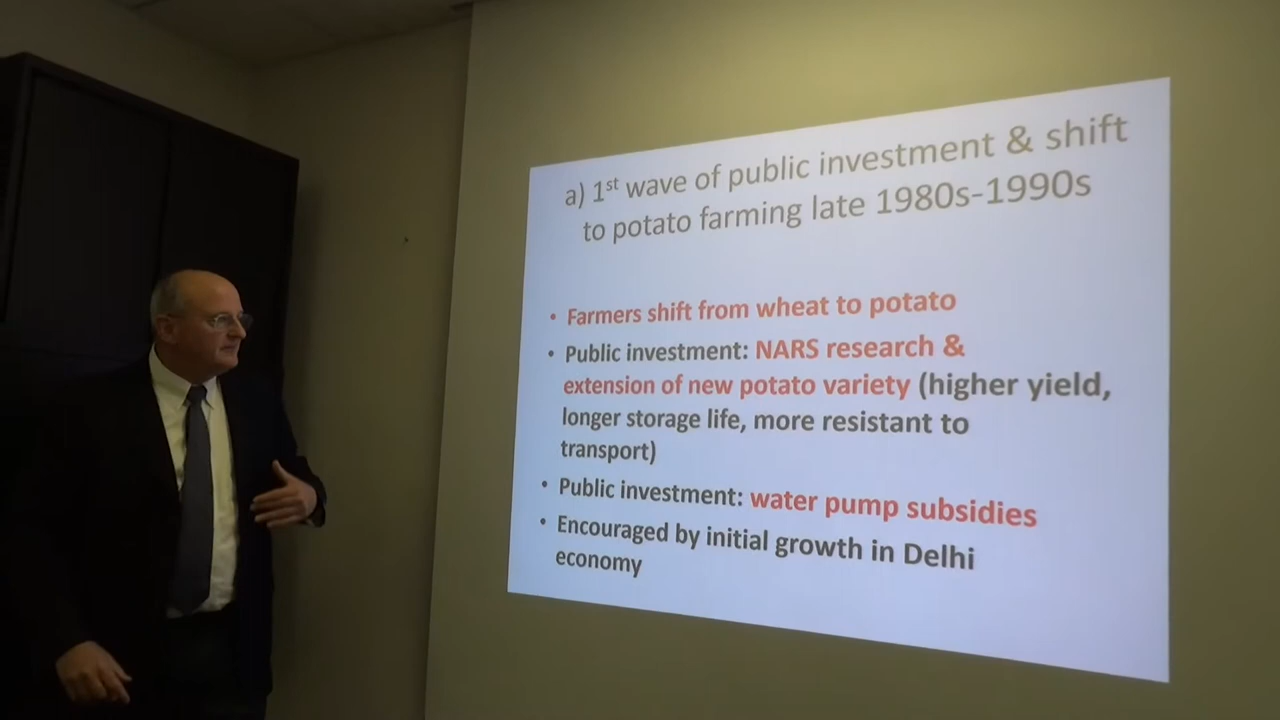 a) 1st wave of public investment & shift
to potato farming late 1980s-1990s
• Farmers shift from wheat to potato
• Public investment: NARS research &
extension of new potato variety (higher yield,
longer storage life, more resistant to
transport)
• Public investment: water pump subsidies
• Encouraged by initial growth in Delhi
economy